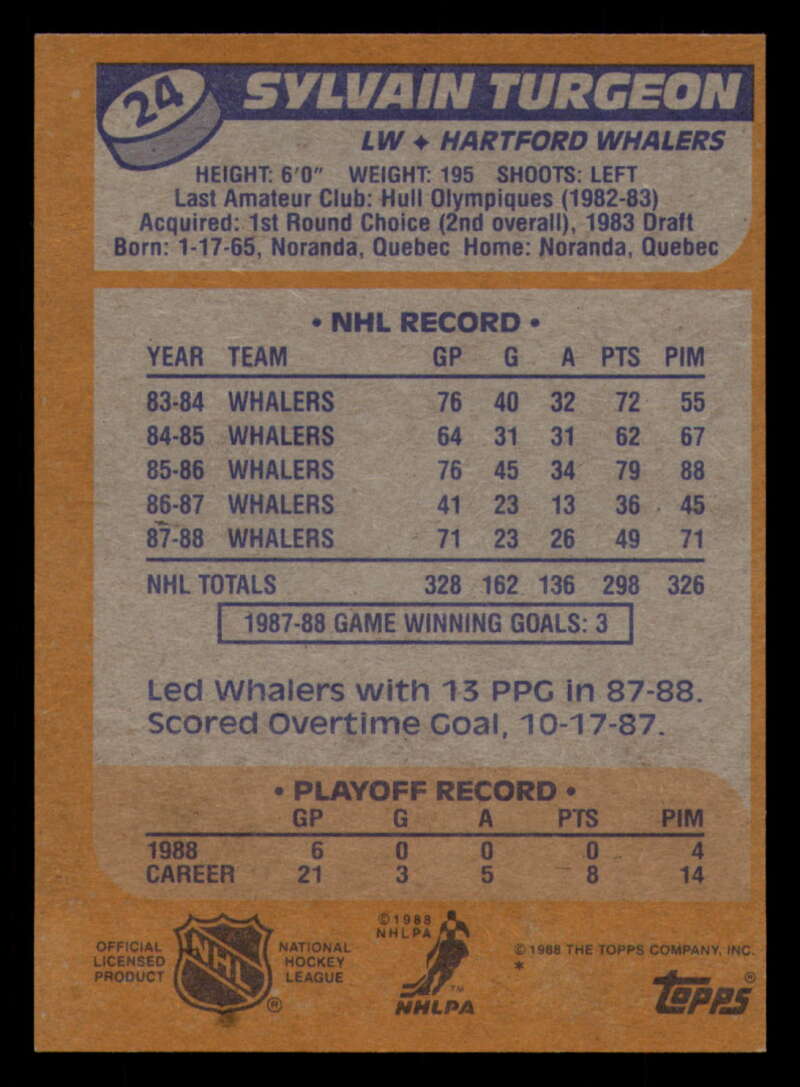 24
SYLVAIN TURGEON
LW ✦ HARTFORD WHALERS
HEIGHT: 6'0" WEIGHT: 195 SHOOTS: LEFT
Last Amateur Club: Hull Olympiques (1982-83)
Acquired: 1st Round Choice (2nd overall), 1983 Draft
Born: 1-17-65, Noranda, Quebec Home: Noranda, Quebec
• NHL RECORD •
YEAR TEAM GP G A PTS PIM
83-84 WHALERS 76 40 32 72 55
84-85 WHALERS 64 31 31 62 67
85-86 WHALERS 76 45 34 79 88
86-87 WHALERS 41 23 13 36 45
87-88 WHALERS 71 23 26 49 71
NHL TOTALS 328 162 136 298 326
1987-88 GAME WINNING GOALS: 3
Led Whalers with 13 PPG in 87-88.
Scored Overtime Goal, 10-17-87.
• PLAYOFF RECORD •
GP G A PTS PIM
1988 6 0 0 0 4
CAREER 21 3 5 8 14
OFFICIAL
LICENSED
PRODUCT
NHL
®
NATIONAL
HOCKEY
LEAGUE
©1988
NHLPA
TM
NHLPA
©1988 THE TOPPS COMPANY, INC.
*
topps®